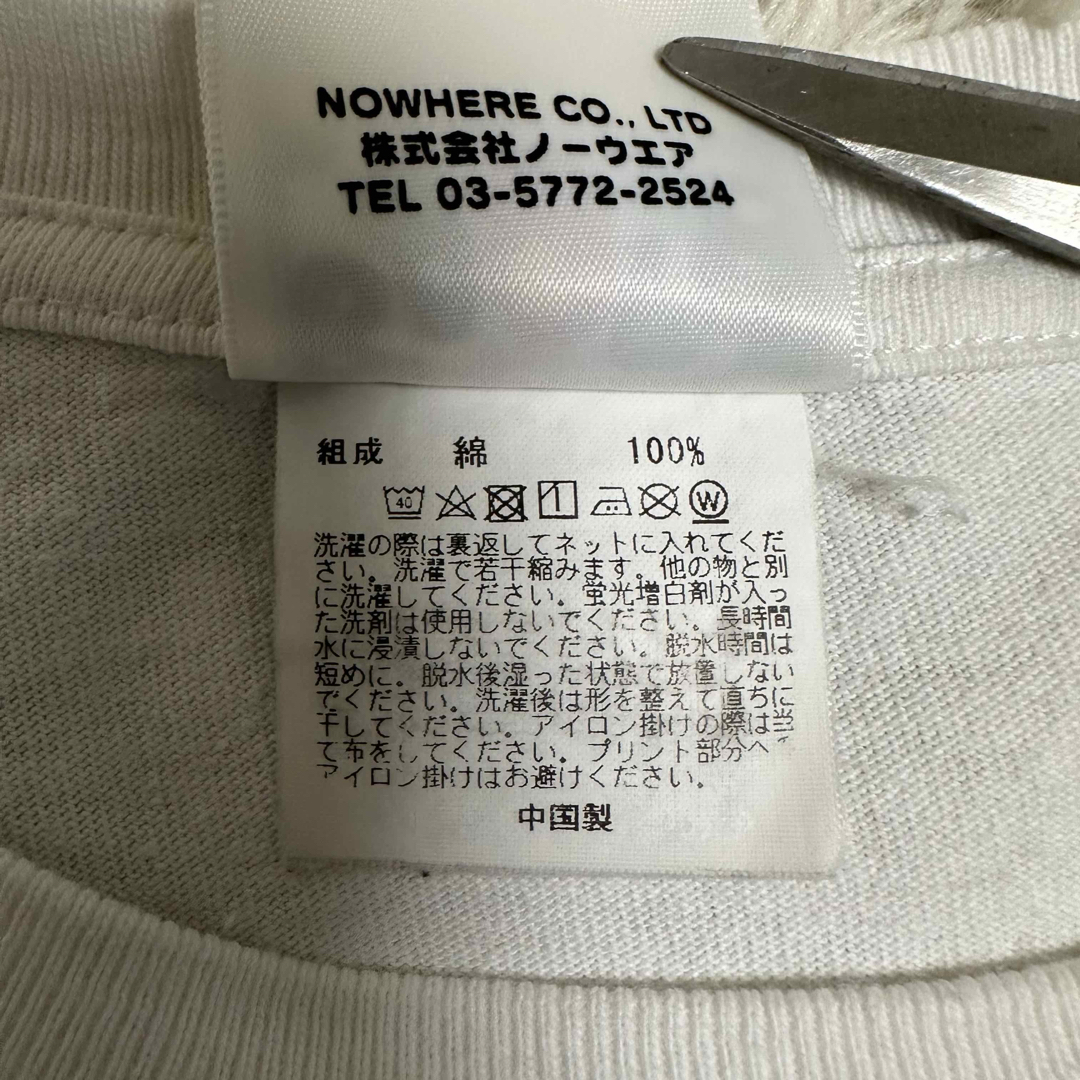 NOWHERE CO., LTD
株式会社ノーウエア
TEL 03-5772-2524
組成 綿 100%
40 1 W
洗濯の際は裏返してネットに入れてくだ
さい。洗濯で若干縮みます。他の物と別
に洗濯してください。蛍光増白剤が入っ
た洗剤は使用しないでください。長時間
水に浸漬しないでください。脱水時間は
短めに。脱水後湿った状態で放置しない
でください。洗濯後は形を整えて直ちに
干してください。アイロン掛けの際は当
て布をしてください。プリント部分へ
アイロン掛けはお避けください。
中国製